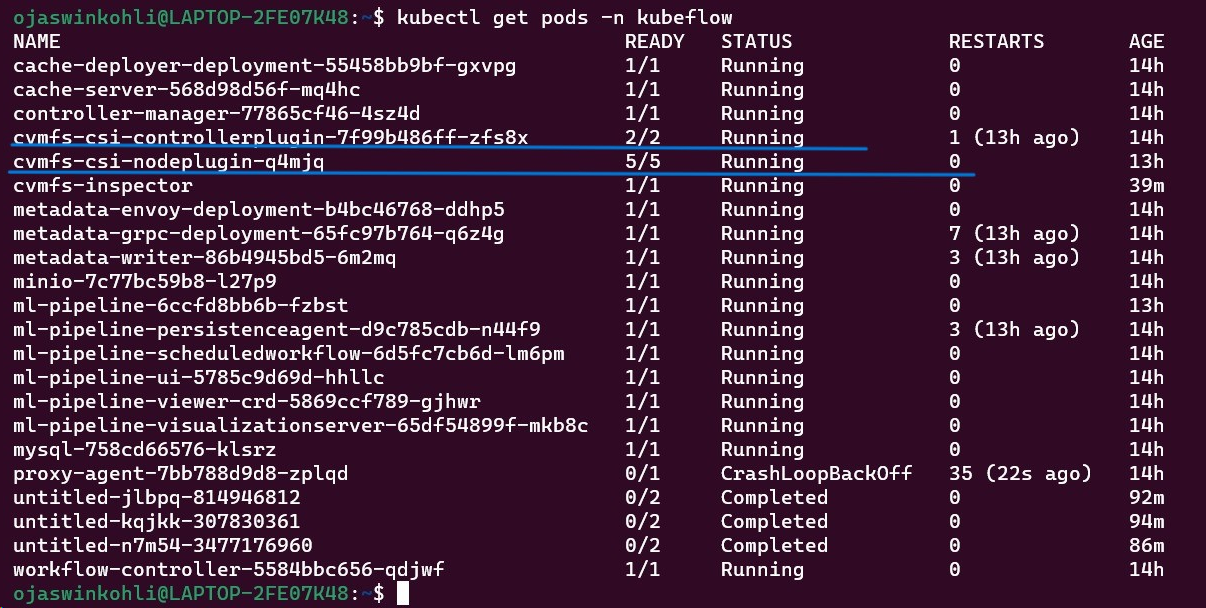 ojaswinkohli@LAPTOP-2FE07K48:~$ kubectl get pods -n kubeflow
NAME READY STATUS RESTARTS AGE
cache-deployer-deployment-55458bb9bf-gxvpg 1/1 Running 0 14h
cache-server-568d98d56f-mq4hc 1/1 Running 0 14h
controller-manager-77865cf46-4sz4d 1/1 Running 0 14h
cvmfs-csi-controllerplugin-7f99b486ff-zfs8x 2/2 Running 1 (13h ago) 14h
cvmfs-csi-nodeplugin-q4mjq 5/5 Running 0 13h
cvmfs-inspector 1/1 Running 0 39m
metadata-envoy-deployment-b4bc46768-ddhp5 1/1 Running 0 14h
metadata-grpc-deployment-65fc97b764-q6z4g 1/1 Running 7 (13h ago) 14h
metadata-writer-86b4945bd5-6m2mq 1/1 Running 3 (13h ago) 14h
minio-7c77bc59b8-l27p9 1/1 Running 0 14h
ml-pipeline-6ccfd8bb6b-fzbst 1/1 Running 0 13h
ml-pipeline-persistenceagent-d9c785cdb-n44f9 1/1 Running 3 (13h ago) 14h
ml-pipeline-scheduledworkflow-6d5fc7cb6d-lm6pm 1/1 Running 0 14h
ml-pipeline-ui-5785c9d69d-hhllc 1/1 Running 0 14h
ml-pipeline-viewer-crd-5869ccf789-gjhwr 1/1 Running 0 14h
ml-pipeline-visualizationserver-65df54899f-mkb8c 1/1 Running 0 14h
mysql-758cd66576-klsrz 1/1 Running 0 14h
proxy-agent-7bb788d9d8-zplqd 0/1 CrashLoopBackOff 35 (22s ago) 14h
untitled-jlbpq-814946812 0/2 Completed 0 92m
untitled-kqjkk-307830361 0/2 Completed 0 94m
untitled-n7m54-3477176960 0/2 Completed 0 86m
workflow-controller-5584bbc656-qdjwf 1/1 Running 0 14h
ojaswinkohli@LAPTOP-2FE07K48:~$